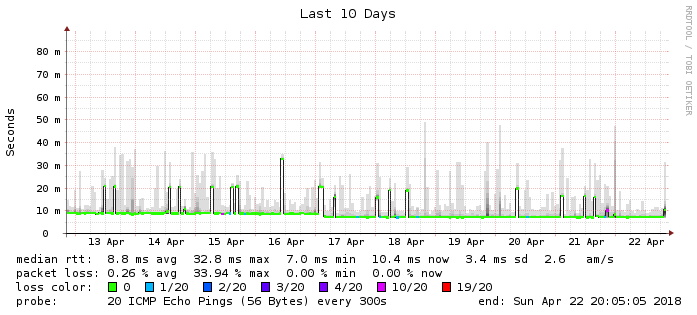 Last 10 Days
RRDTOOL / TOBI OETIKER
Seconds
80 m
70 m
60 m
50 m
40 m
30 m
20 m
10 m
0
13 Apr 14 Apr 15 Apr 16 Apr 17 Apr 18 Apr 19 Apr 20 Apr 21 Apr 22 Apr
median rtt: 8.8 ms avg 32.8 ms max 7.0 ms min 10.4 ms now 3.4 ms sd 2.6 am/s
packet loss: 0.26 % avg 33.94 % max 0.00 % min 0.00 % now
loss color: 0 1/20 2/20 3/20 4/20 10/20 19/20
probe: 20 ICMP Echo Pings (56 Bytes) every 300s end: Sun Apr 22 20:05:05 2018